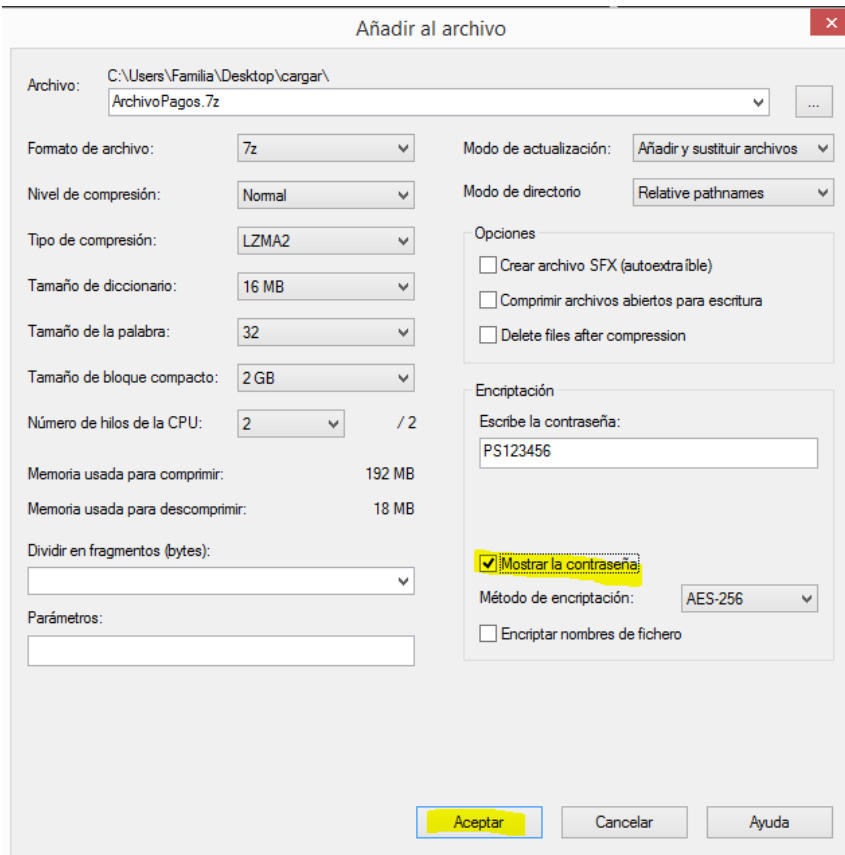 Añadir al archivo
Archivo:
C:\Users\Familia\Desktop\cargar\
ArchivoPagos.7z
...
Formato de archivo:
7z
Nivel de compresión:
Normal
Tipo de compresión:
LZMA2
Tamaño de diccionario:
16 MB
Tamaño de la palabra:
32
Tamaño de bloque compacto:
2 GB
Número de hilos de la CPU:
2
/ 2
Memoria usada para comprimir:
192 MB
Memoria usada para descomprimir:
18 MB
Dividir en fragmentos (bytes):
Parámetros:
Modo de actualización:
Añadir y sustituir archivos
Modo de directorio
Relative pathnames
Opciones
Crear archivo SFX (autoextraíble)
Comprimir archivos abiertos para escritura
Delete files after compression
Encriptación
Escribe la contraseña:
PS123456
Mostrar la contraseña
Método de encriptación:
AES-256
Encriptar nombres de fichero
Aceptar
Cancelar
Ayuda